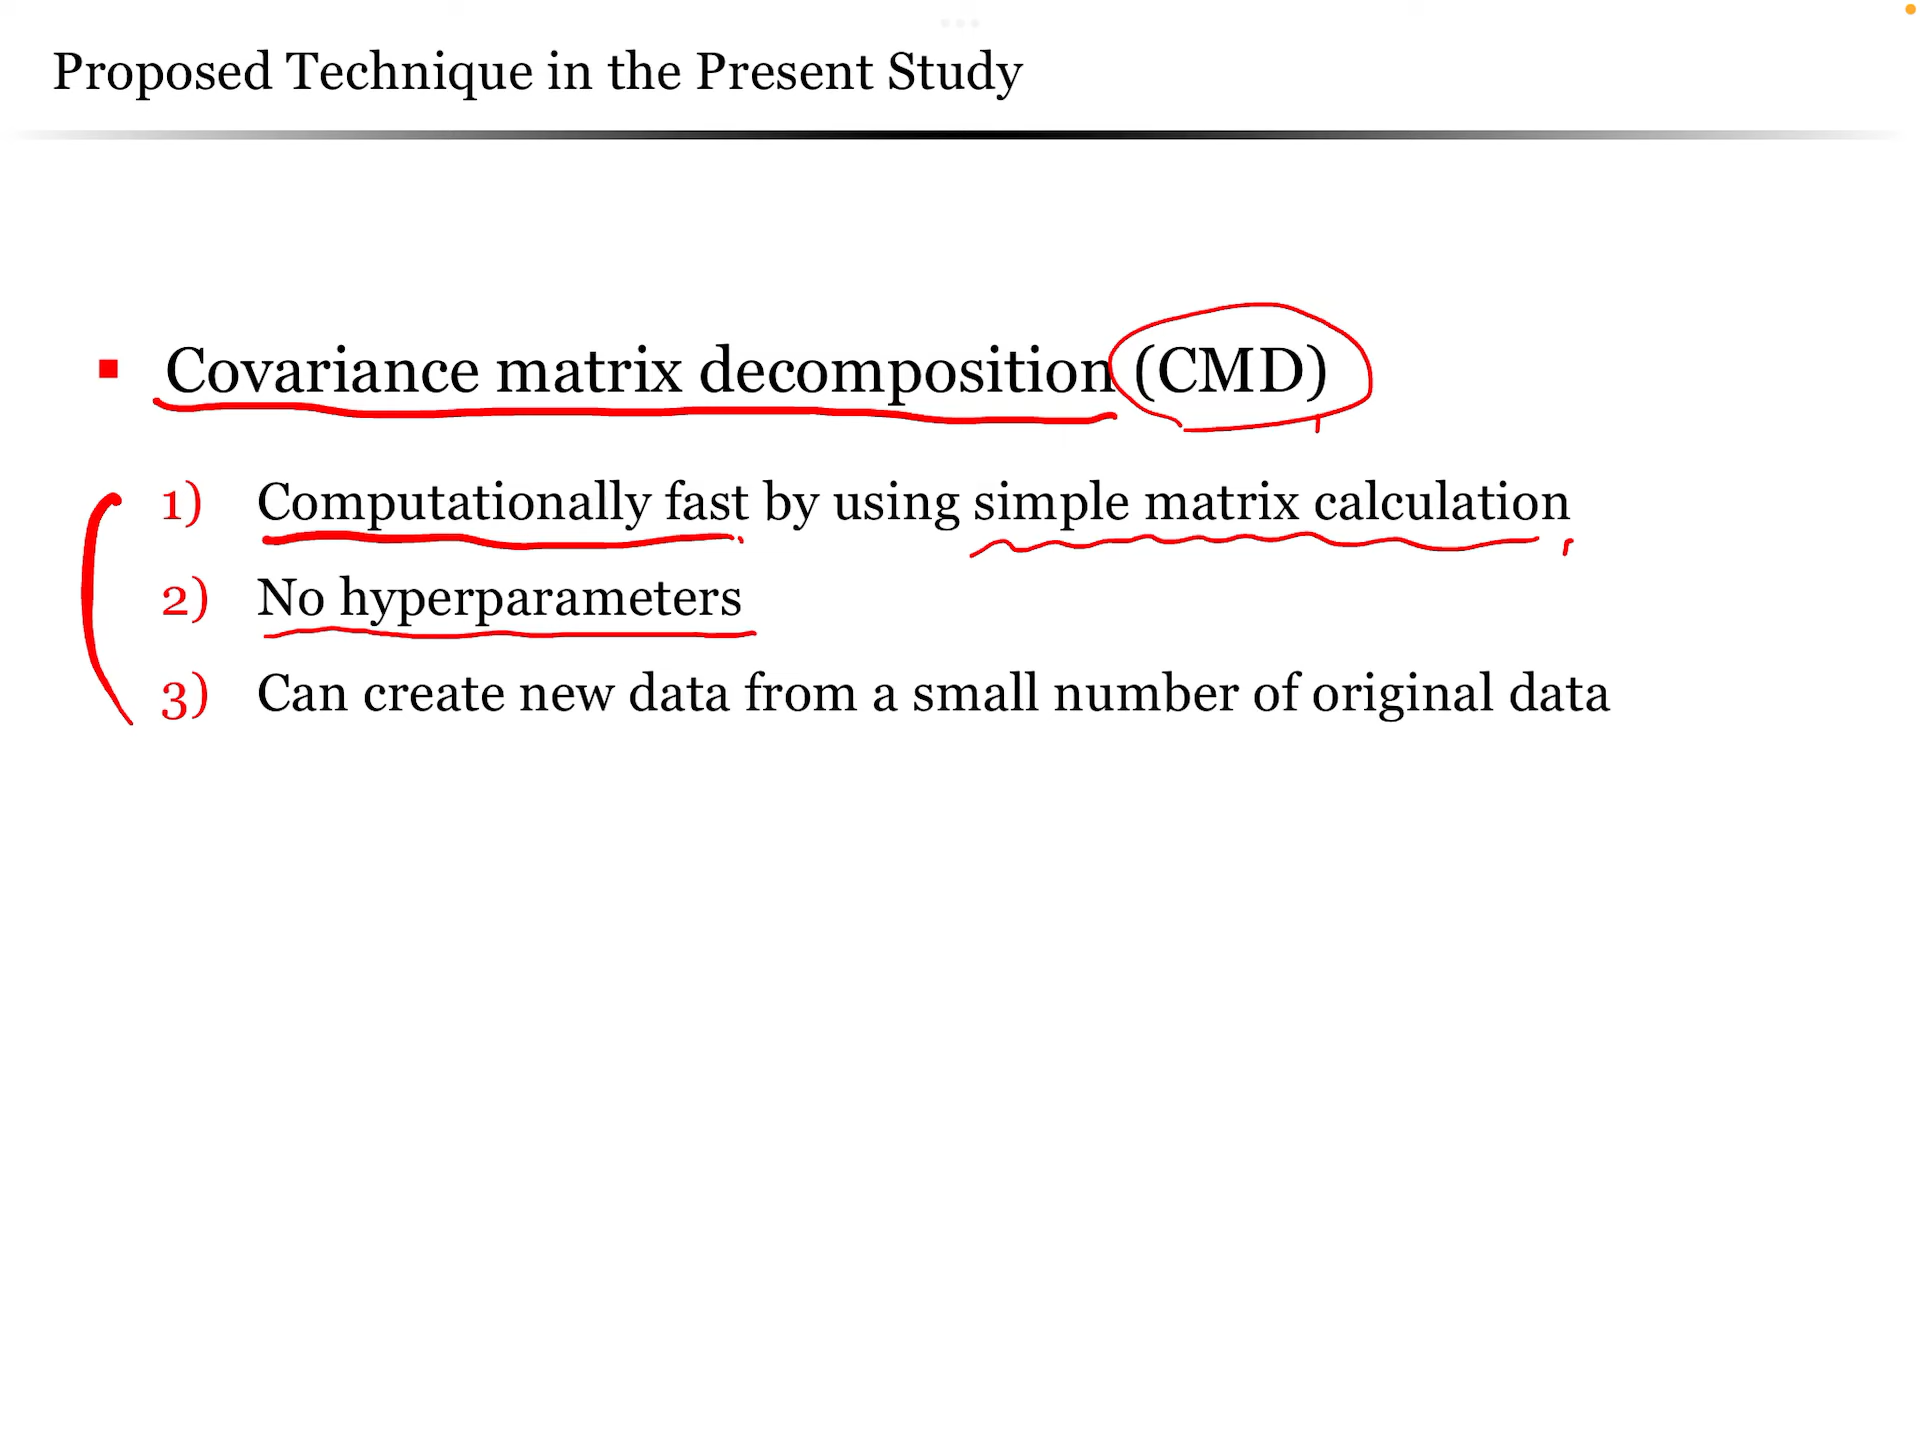 Proposed Technique in the Present Study
Covariance matrix decomposition (CMD)
1) Computationally fast by using simple matrix calculation
2) No hyperparameters
3) Can create new data from a small number of original data